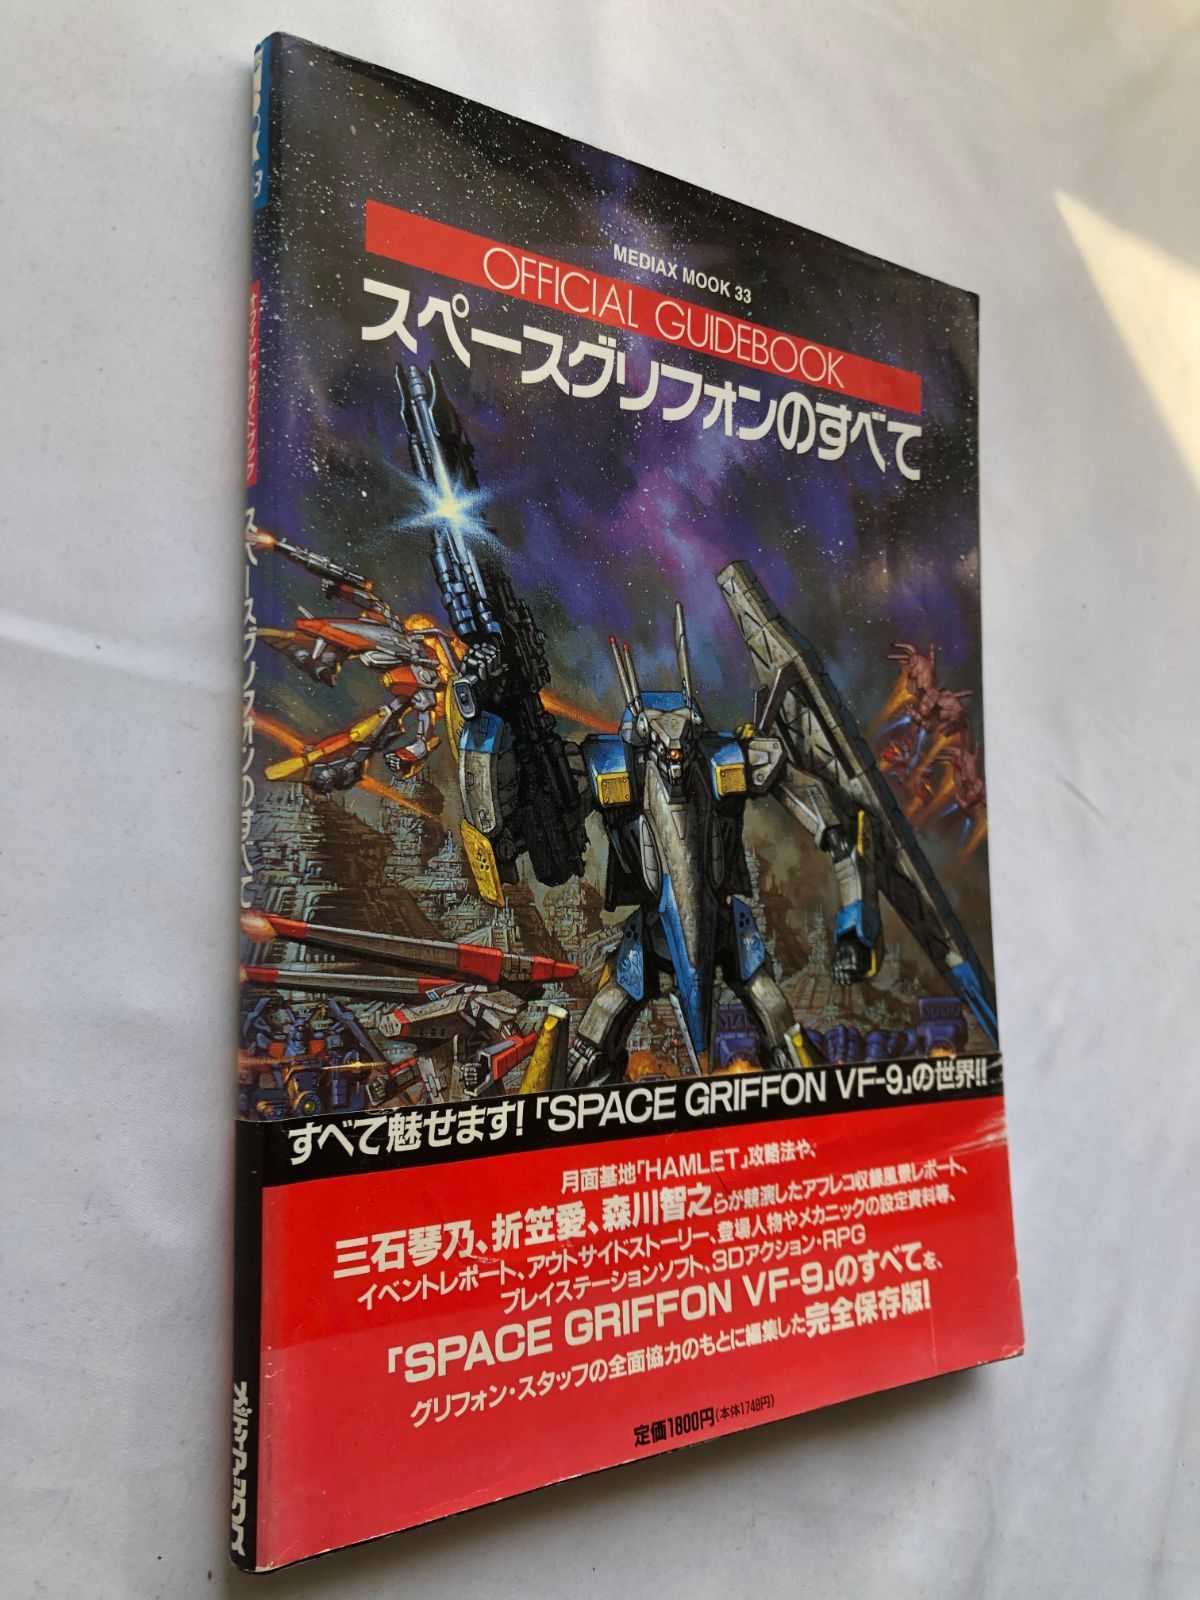 MEDIAX MOOK 33
OFFICIAL GUIDEBOOK
スペースグリフォンのすべて
すべて魅せます!「SPACE GRIFFON VF-9」の世界!!
月面基地「HAMLET」攻略法や、
三石琴乃、折笠愛、森川智之らが競演したアフレコ収録風景レポート、
イベントレポート、アウトサイドストーリー、登場人物やメカニックの設定資料等、
プレイステーションソフト、3Dアクション・RPG
「SPACE GRIFFON VF-9」のすべてを、
グリフォン・スタッフの全面協力のもとに編集した完全保存版!
定価1800円(本体1748円)
オフィシャルガイドブック
スペースグリフォンのすべて